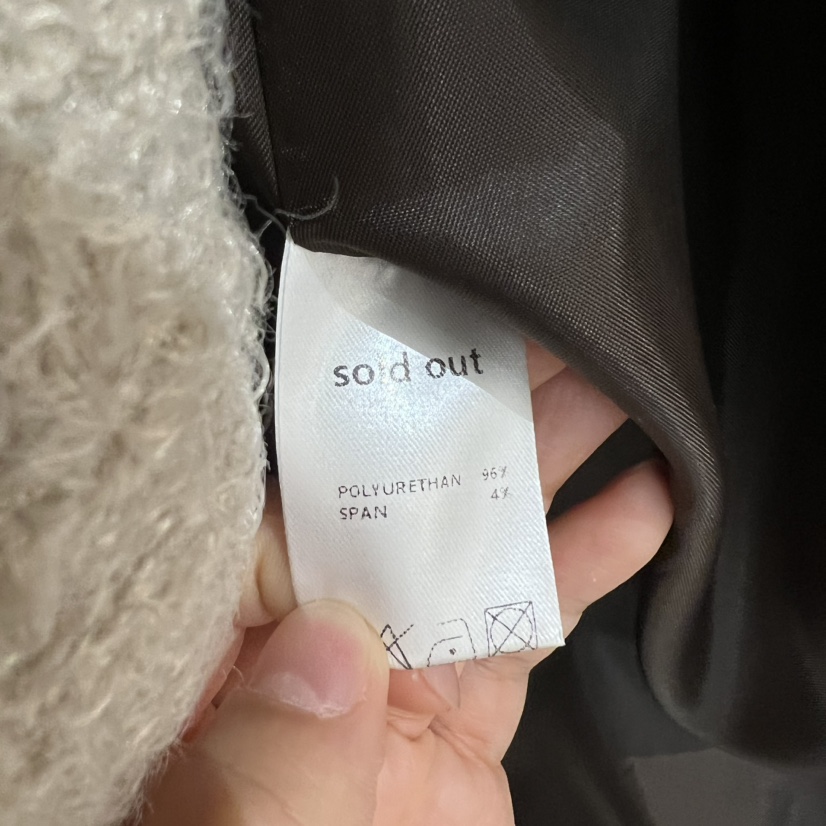 sold out
POLYURETHAN 96%
SPAN 4%